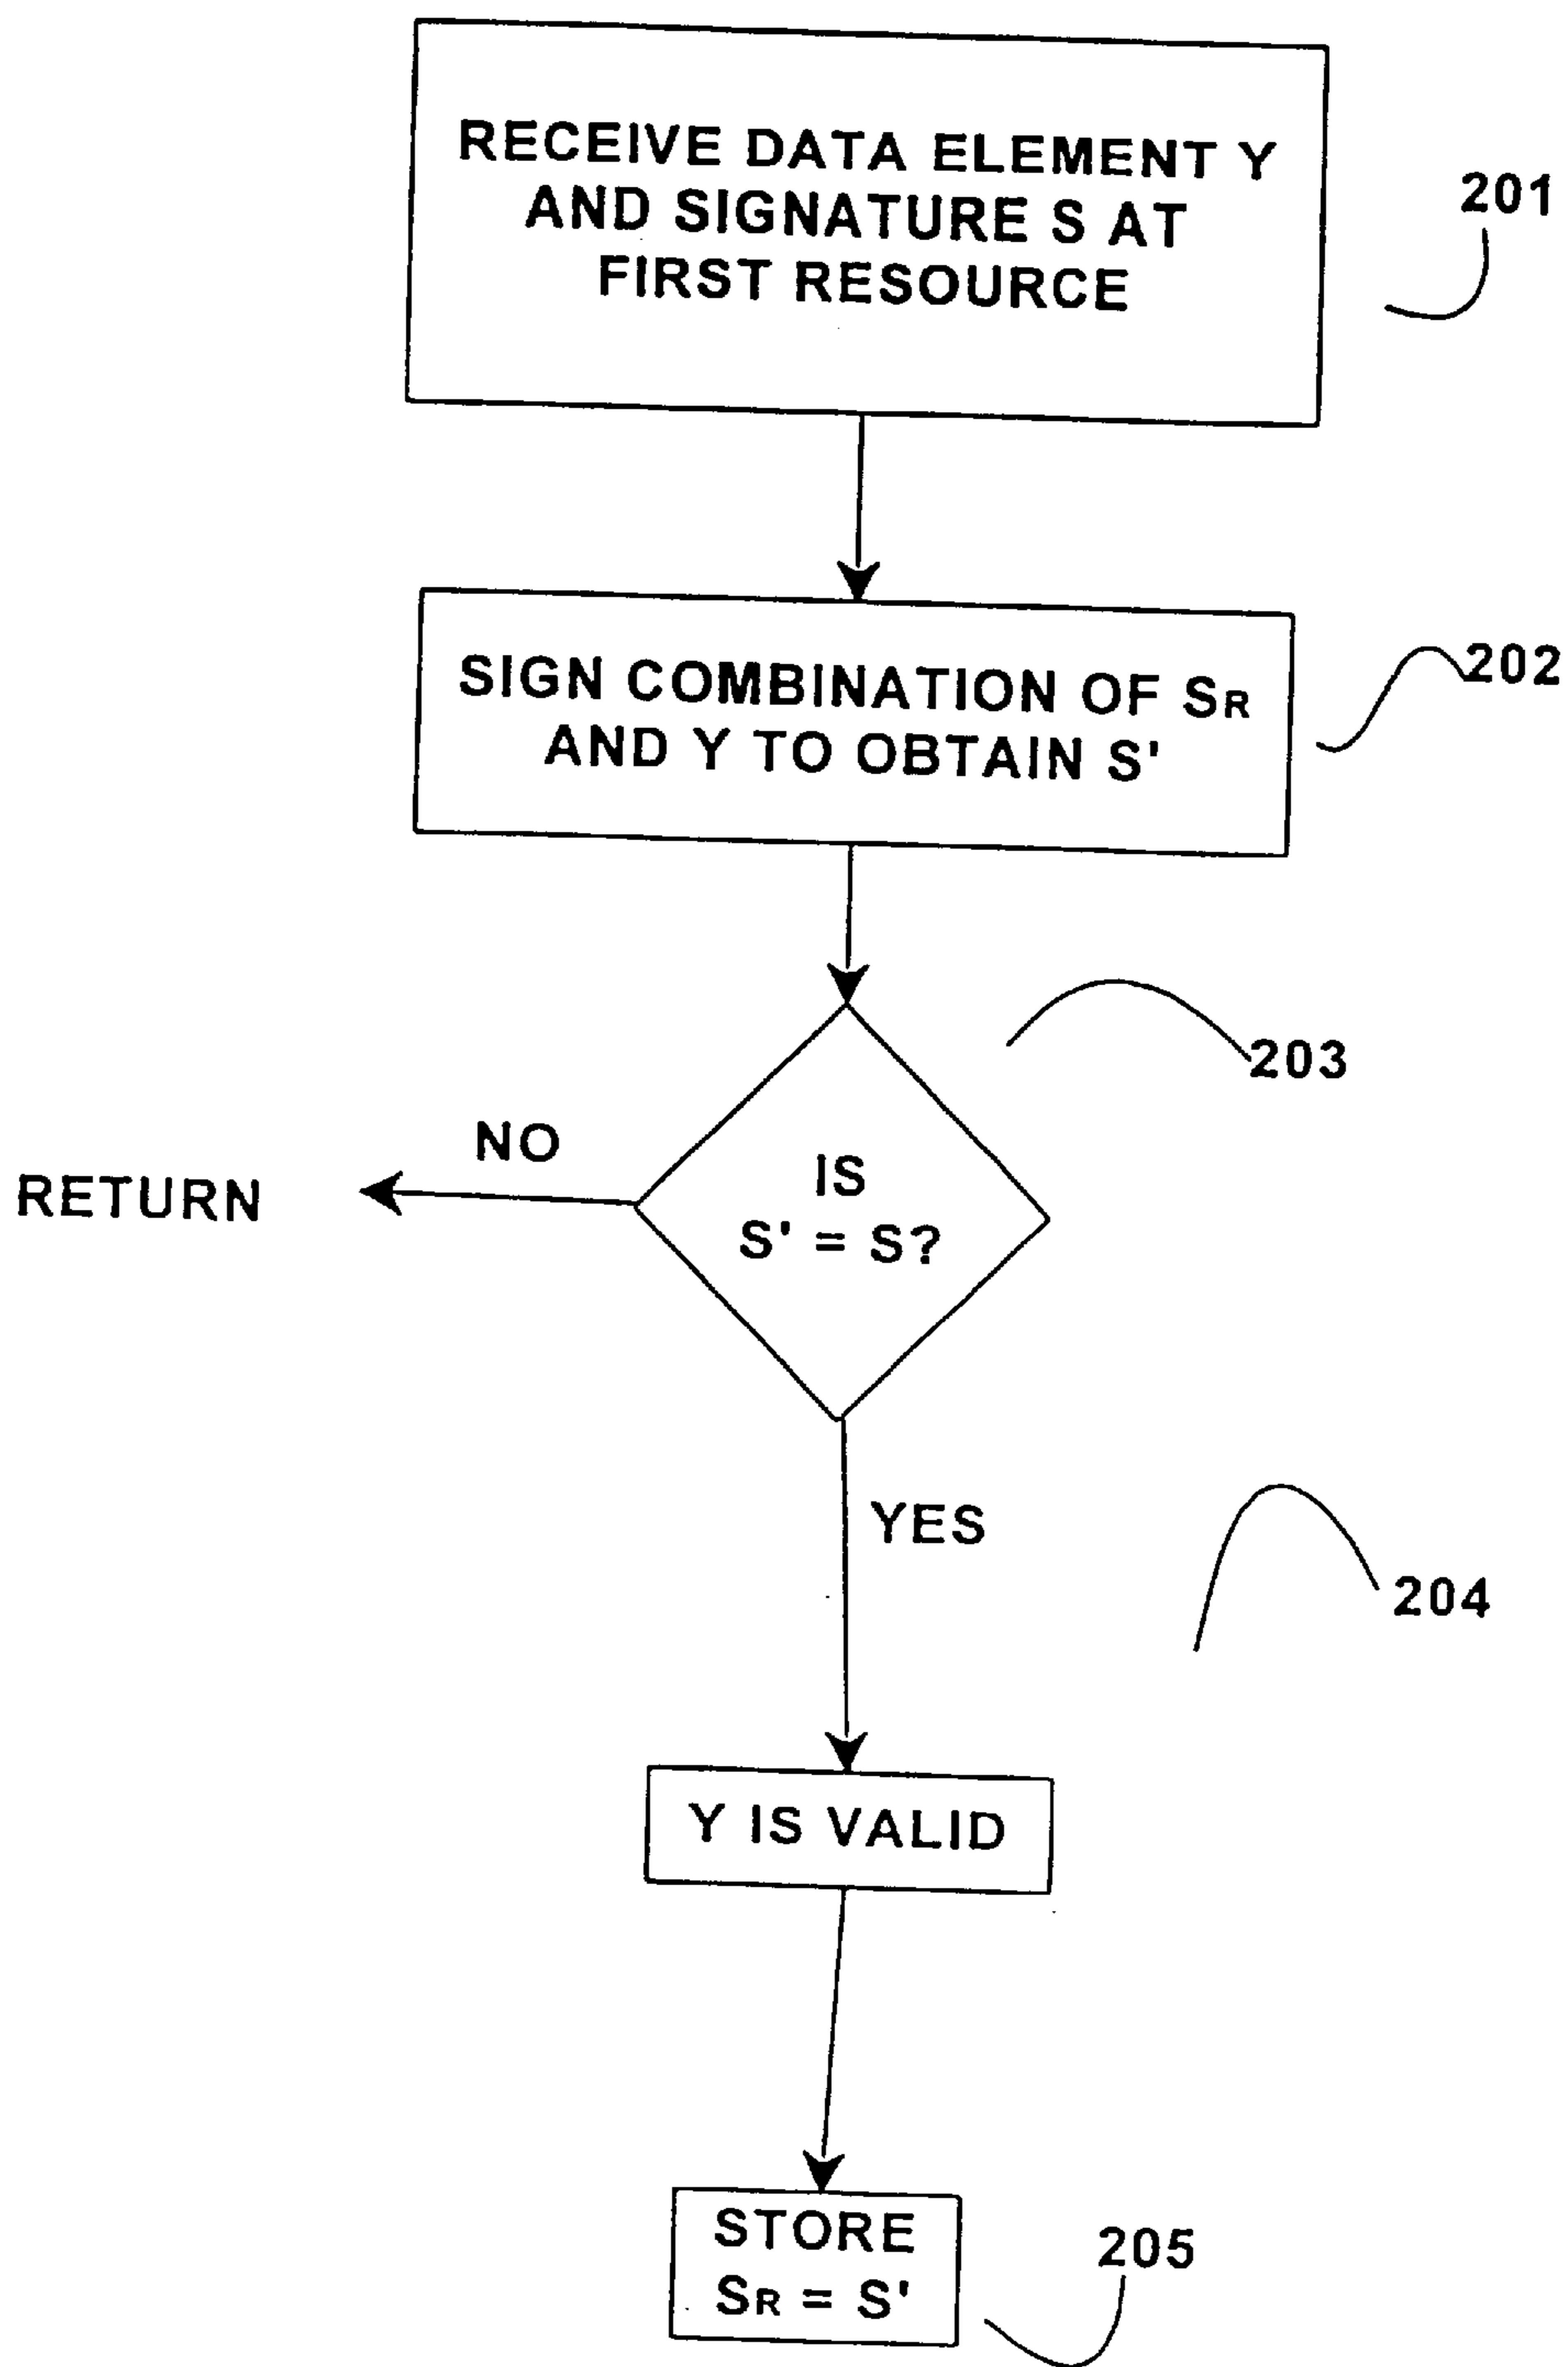 RECEIVE DATA ELEMENT Y
AND SIGNATURE S AT
FIRST RESOURCE
201
SIGN COMBINATION OF SR
AND Y TO OBTAIN S'
202
203
NO
RETURN
IS
S' = S?
YES
204
Y IS VALID
STORE
SR = S'
205